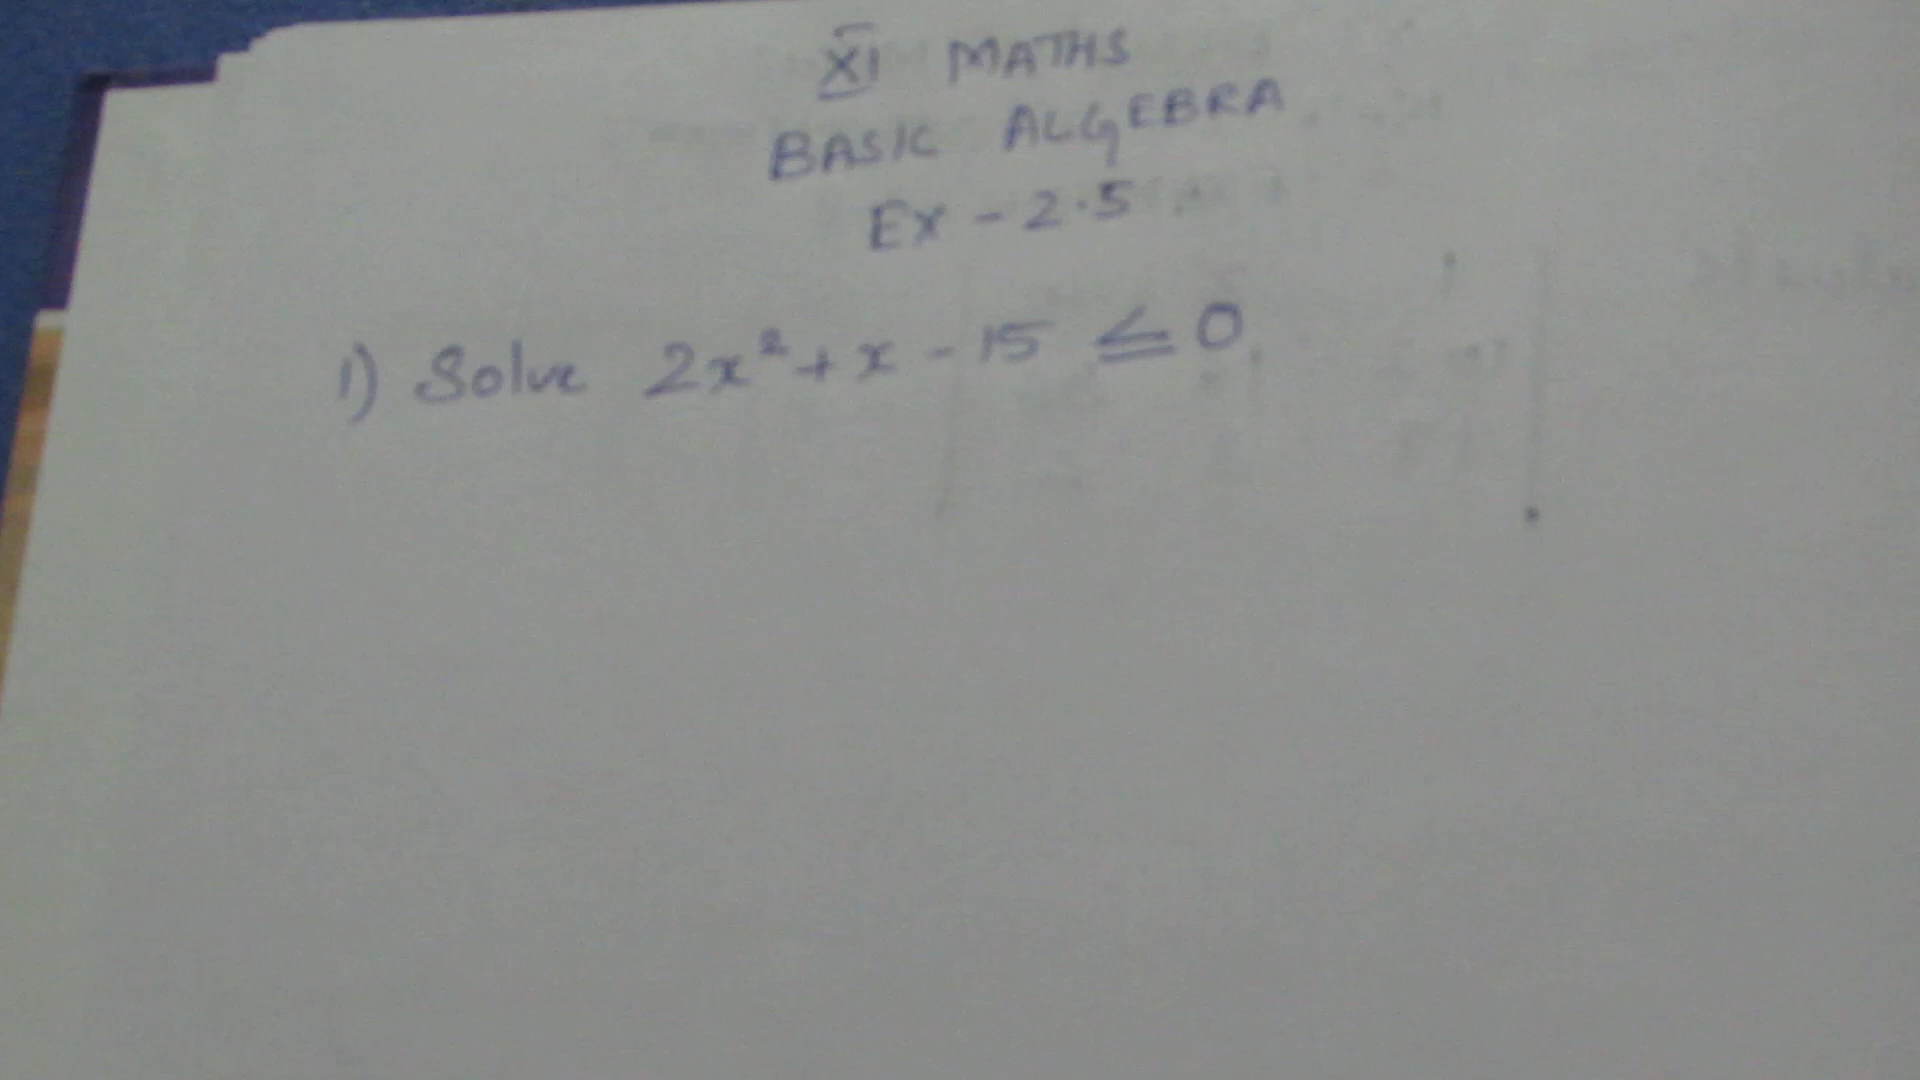 XI MATHS
BASIC ALGEBRA
EX - 2.5
1) Solve 2x² + x - 15 ≤ 0.